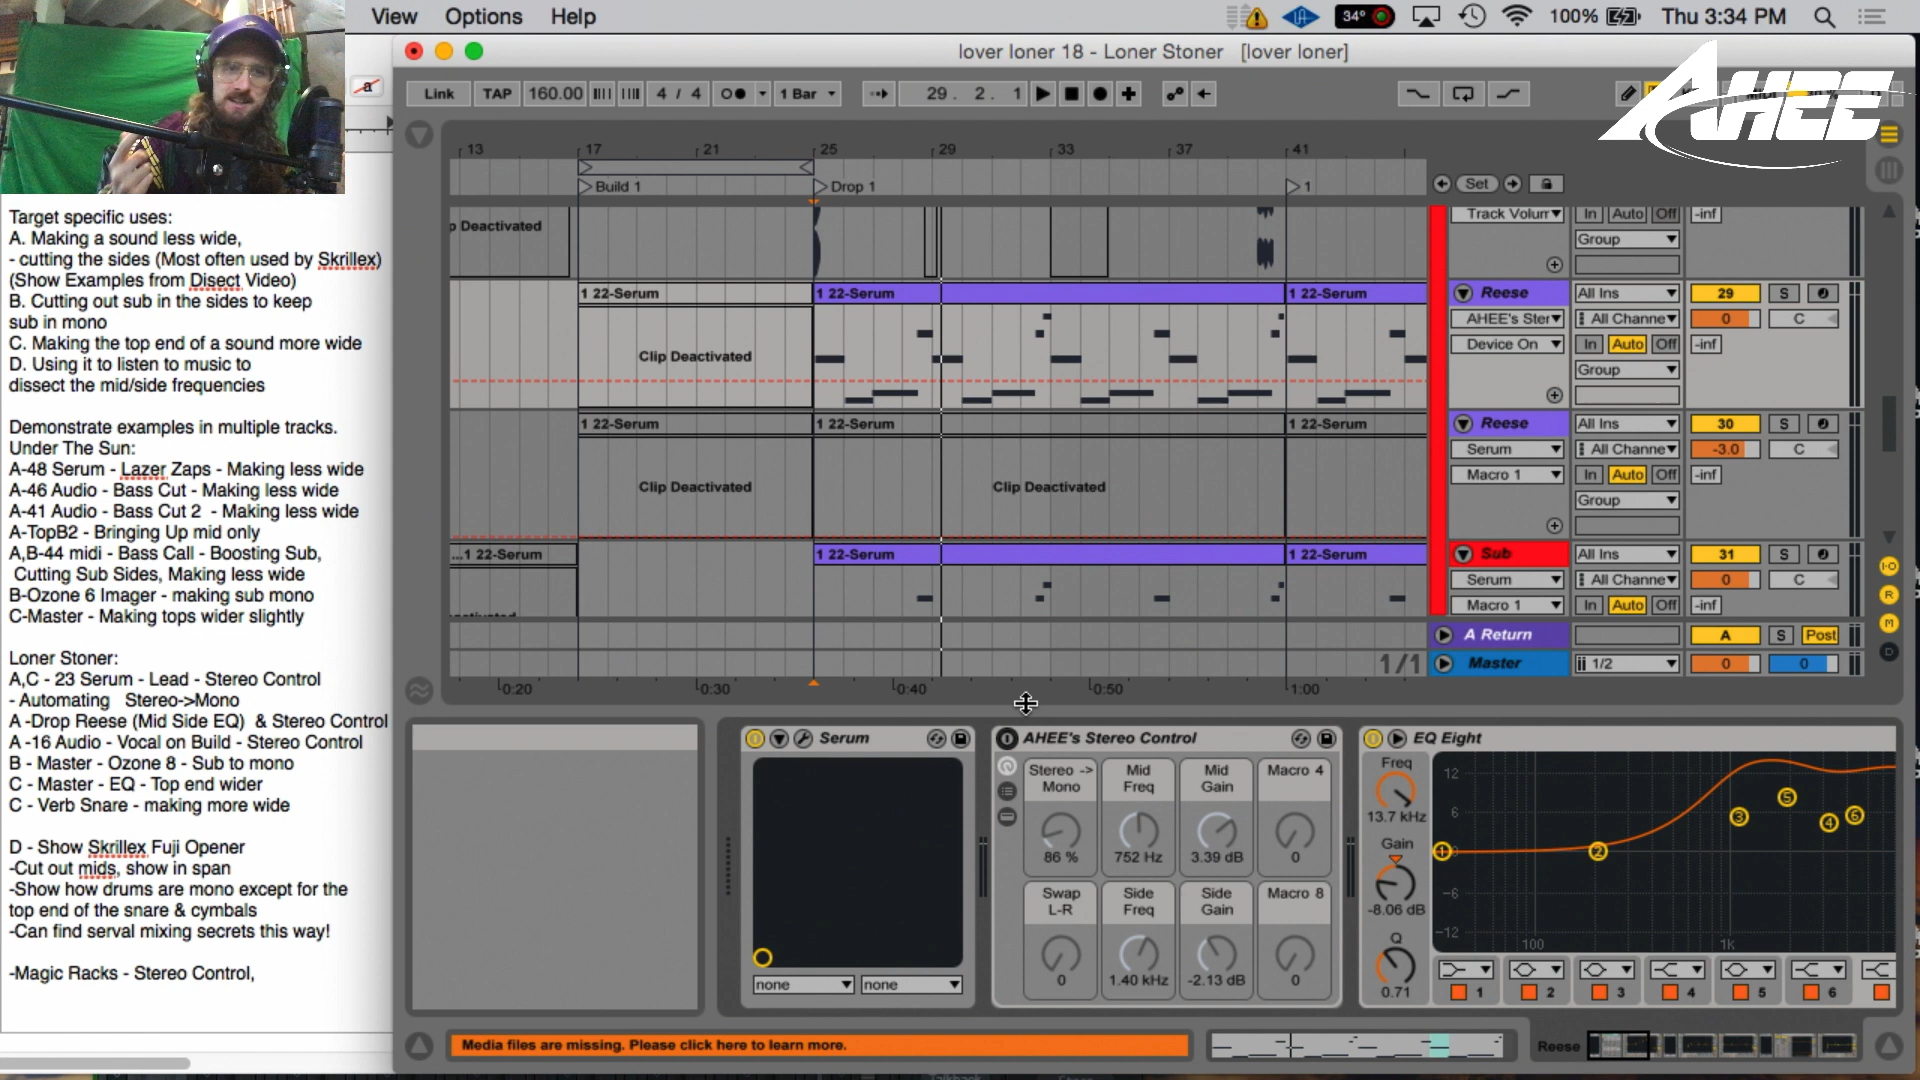 View Options Help
34° 100% Thu 3:34 PM
lover loner 18 - Loner Stoner [lover loner]
AHEE
Link TAP 160.00 4 / 4 1 Bar 29. 2. 1
a
13 17 21 25 29 33 37 41
Build 1 Drop 1 1
Set
Target specific uses:
A. Making a sound less wide,
- cutting the sides (Most often used by Skrillex)
(Show Examples from Disect Video)
B. Cutting out sub in the sides to keep
sub in mono
C. Making the top end of a sound more wide
D. Using it to listen to music to
dissect the mid/side frequencies
Demonstrate examples in multiple tracks.
Under The Sun:
A-48 Serum - Lazer Zaps - Making less wide
A-46 Audio - Bass Cut - Making less wide
A-41 Audio - Bass Cut 2 - Making less wide
A-TopB2 - Bringing Up mid only
A,B-44 midi - Bass Call - Boosting Sub,
Cutting Sub Sides, Making less wide
B-Ozone 6 Imager - making sub mono
C-Master - Making tops wider slightly
Loner Stoner:
A,C - 23 Serum - Lead - Stereo Control
- Automating Stereo->Mono
A -Drop Reese (Mid Side EQ) & Stereo Control
A -16 Audio - Vocal on Build - Stereo Control
B - Master - Ozone 8 - Sub to mono
C - Master - EQ - Top end wider
C - Verb Snare - making more wide
D - Show Skrillex Fuji Opener
-Cut out mids, show in span
-Show how drums are mono except for the
top end of the snare & cymbals
-Can find serval mixing secrets this way!
-Magic Racks - Stereo Control,
p Deactivated
Track Volum In Auto Off -inf
Group
1 22-Serum 1 22-Serum 1 22-Serum Reese All Ins 29 S
AHEE's Ster All Channe 0 C
Clip Deactivated Device On In Auto Off -inf
Group
1 22-Serum 1 22-Serum 1 22-Serum Reese All Ins 30 S
Serum All Channe -3.0 C
Clip Deactivated Clip Deactivated Macro 1 In Auto Off -inf
Group
...1 22-Serum 1 22-Serum 1 22-Serum Sub All Ins 31 S
Serum All Channe 0 C
Macro 1 In Auto Off -inf
A Return A S Post
1/1 Master 1/2 0 0
0:20 0:30 0:40 0:50 1:00
I·O
R
M
D
Serum
none none
AHEE's Stereo Control
Stereo -> Mono Mid Freq Mid Gain Macro 4
86 % 752 Hz 3.39 dB 0
Swap L-R Side Freq Side Gain Macro 8
0 1.40 kHz -2.13 dB 0
EQ Eight
Freq
13.7 kHz
Gain
-8.06 dB
Q
0.71
12
6
0
-6
-12
100 1k
1 2 3 4 5 6
1 2 3 4 5 6
Media files are missing. Please click here to learn more.
Reese